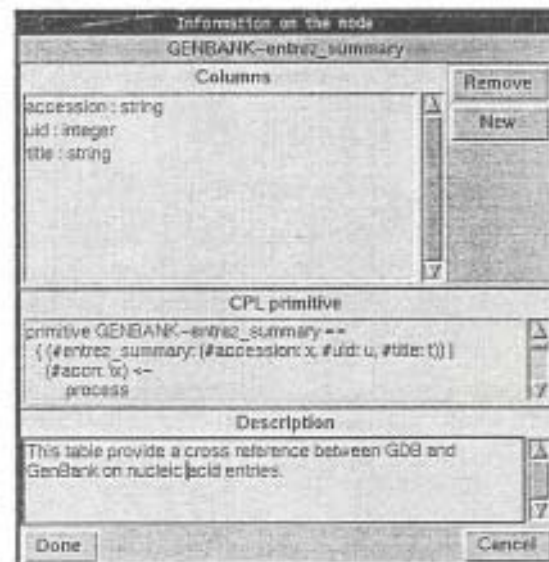 Information on the node
GENBANK-entrez_summary
Columns
Remove
accession : string
New
uid : integer
title : string
CPL primitive
primitive GENBANK-entrez_summary ==
{ (#entrez_summary: (#accession: x, #uid: u, #title: t)) |
(#accn: \x) <-
process
Description
This table provide a cross reference between GDB and
GenBank on nucleic acid entries.
Done
Cancel